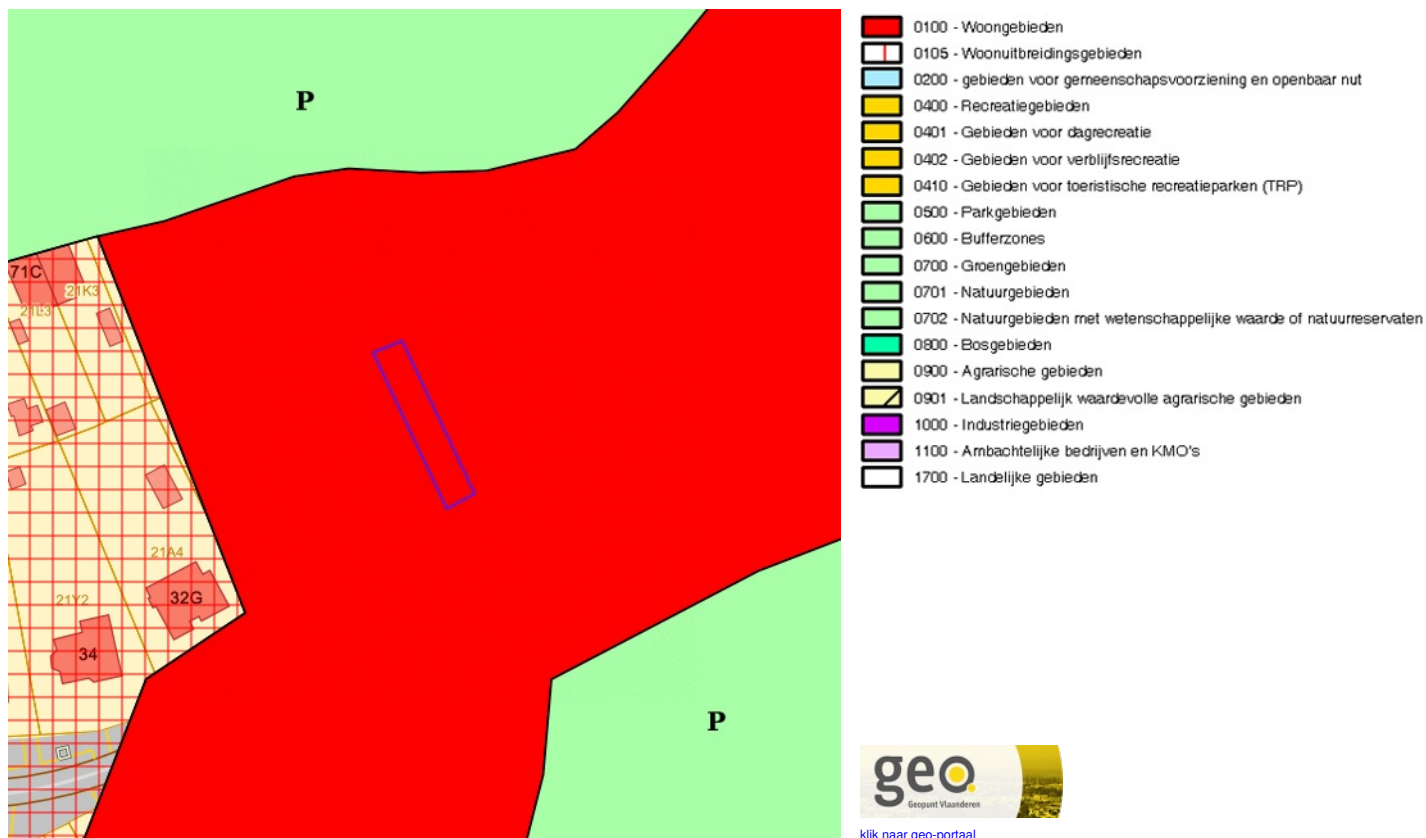 P
71C
21K3
21L3
21A4
32G
21Y2
34
P
0100 - Woongebieden
0105 - Woonuitbreidingsgebieden
0200 - gebieden voor gemeenschapsvoorziening en openbaar nut
0400 - Recreatiegebieden
0401 - Gebieden voor dagrecreatie
0402 - Gebieden voor verblijfsrecreatie
0410 - Gebieden voor toeristische recreatieparken (TRP)
0500 - Parkgebieden
0600 - Bufferzones
0700 - Groengebieden
0701 - Natuurgebieden
0702 - Natuurgebieden met wetenschappelijke waarde of natuurreservaten
0800 - Bosgebieden
0900 - Agrarische gebieden
0901 - Landschappelijk waardevolle agrarische gebieden
1000 - Industriegebieden
1100 - Ambachtelijke bedrijven en KMO's
1700 - Landelijke gebieden
geo.
Geopunt Vlaanderen
klik naar geo-portaal